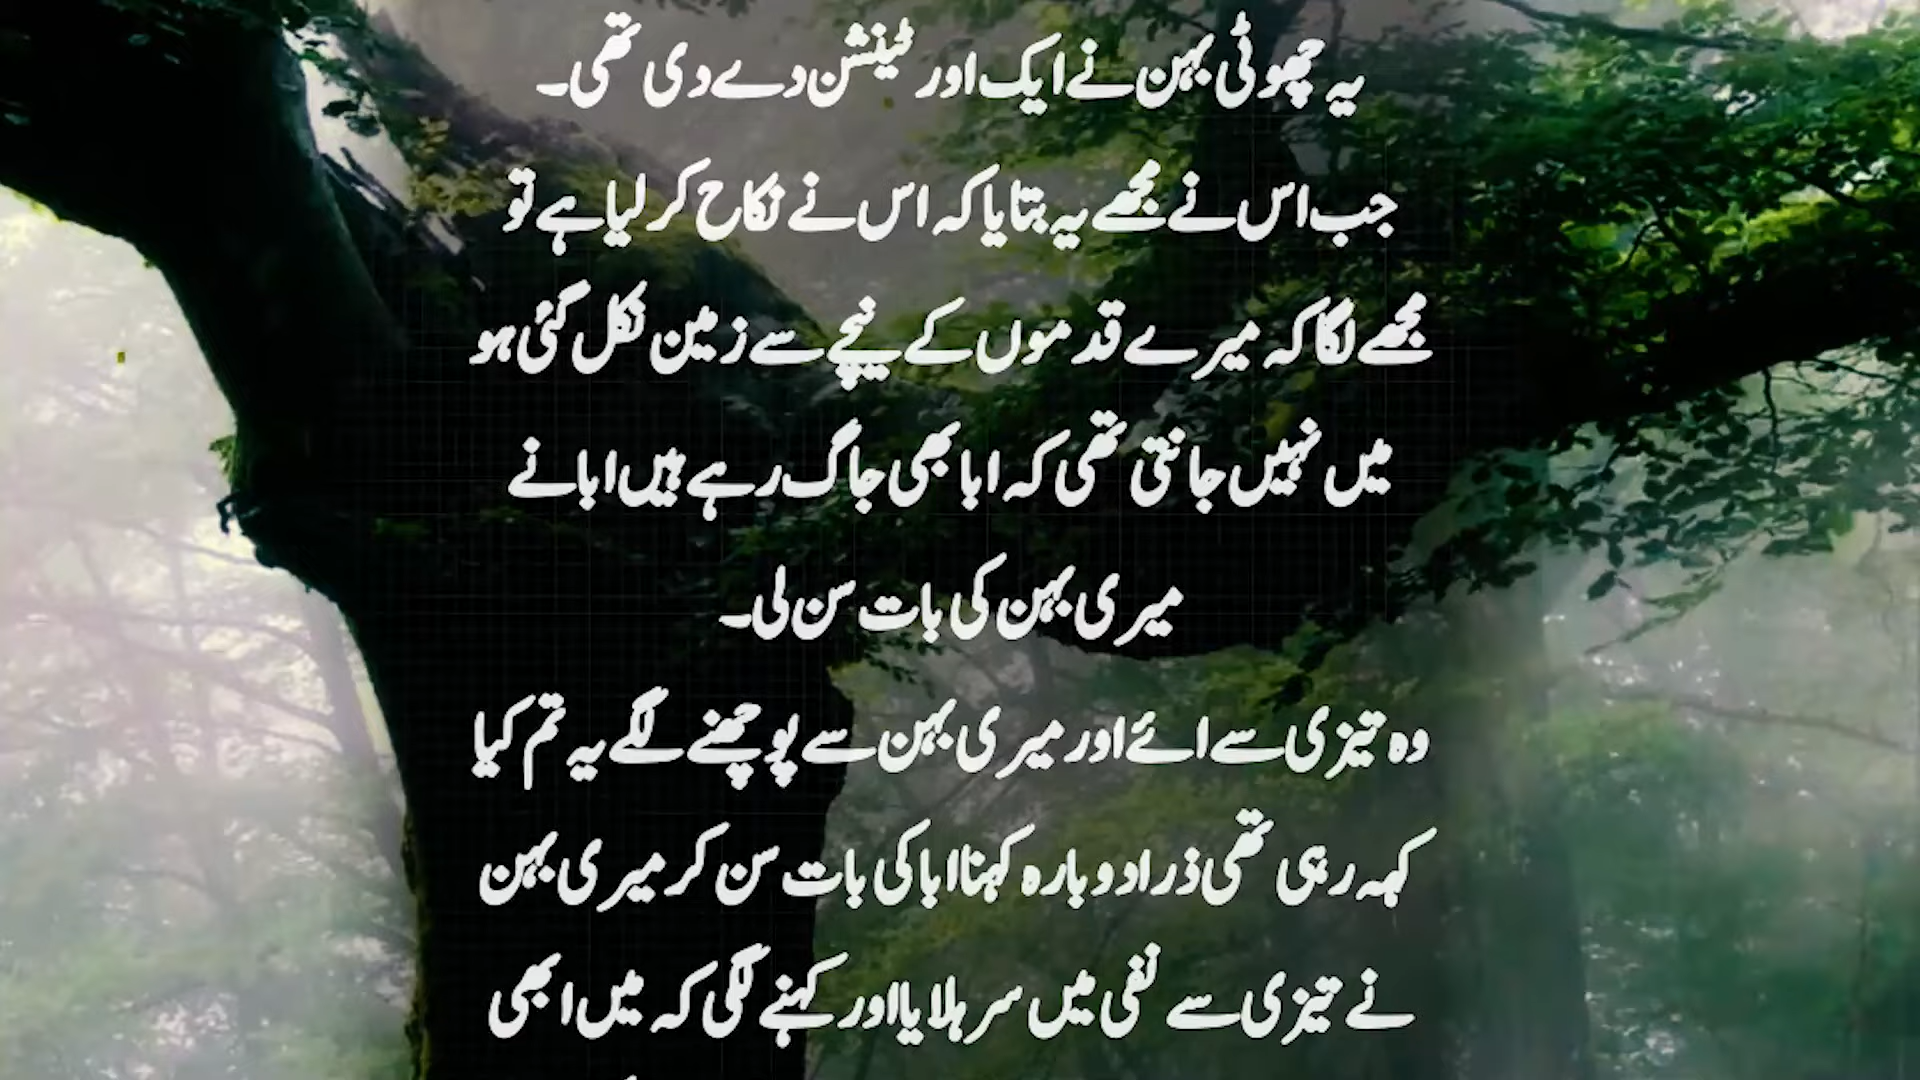 یہ چھوٹی بہن نے ایک اور ٹینشن دے دی تھی۔
جب اس نے مجھے یہ بتایا کہ اس نے نکاح کر لیا ہے تو
مجھے لگا کہ میرے قدموں کے نیچے سے زمین نکل گئی ہو
میں نہیں جانتی تھی کہ ابا بھی جاگ رہے ہیں ابا نے
میری بہن کی بات سن لی۔
وہ تیزی سے ائے اور میری بہن سے پوچھنے لگے یہ تم کیا
کہہ رہی تھی ذرا دوبارہ کہنا ابا کی بات سن کر میری بہن
نے تیزی سے نفی میں سر ہلایا اور کہنے لگی کہ میں ابھی